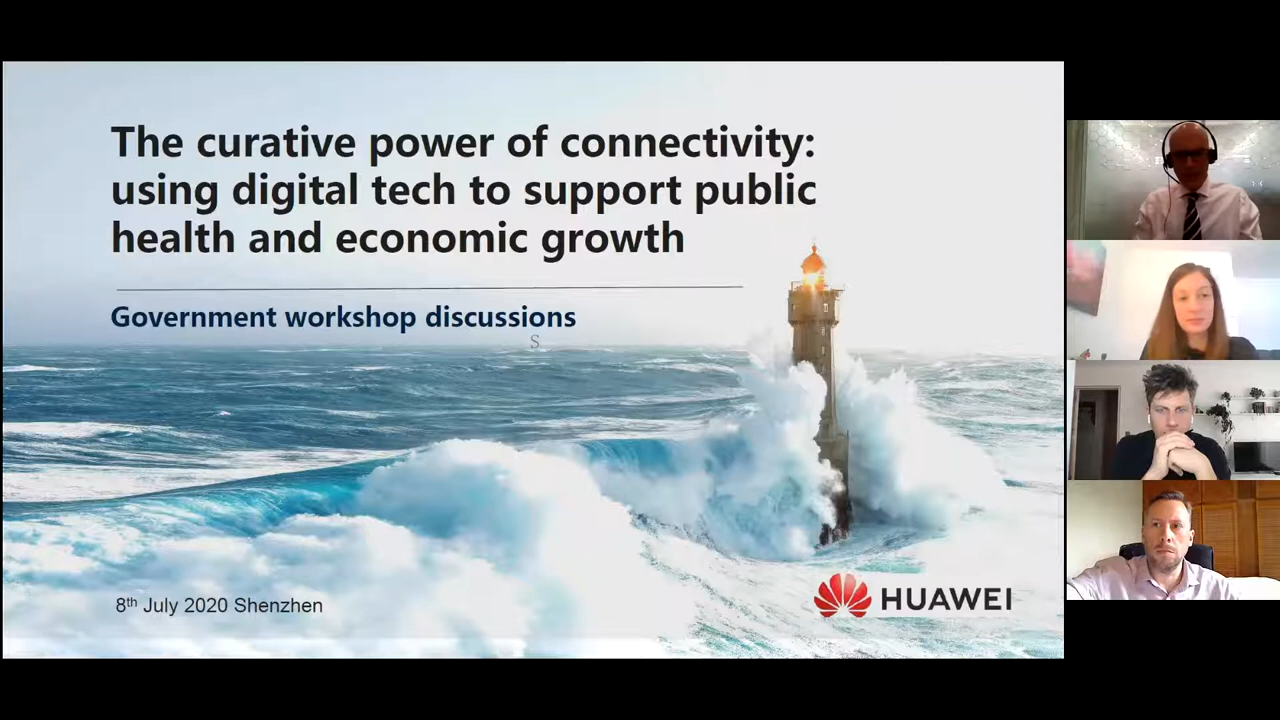 The curative power of connectivity:
using digital tech to support public
health and economic growth
Government workshop discussions
S
8th July 2020 Shenzhen
HUAWEI